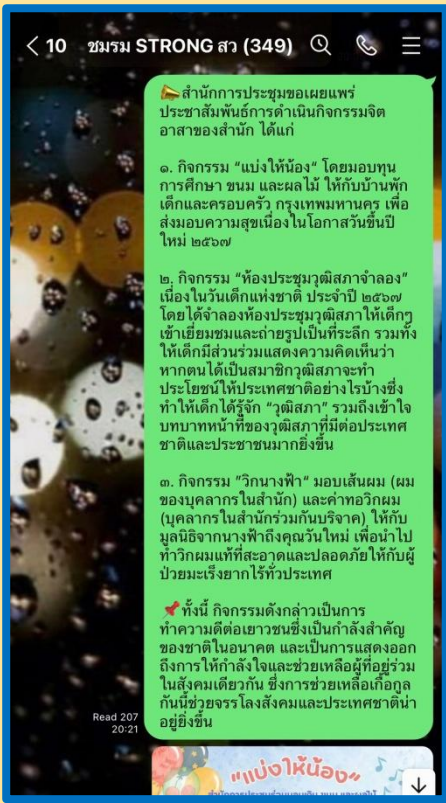 10 ชมรม STRONG สว (349)
สำนักการประชุมขอเผยแพร่
ประชาสัมพันธ์การดำเนินกิจกรรมจิต
อาสาของสำนัก ได้แก่
๑. กิจกรรม “แบ่งให้น้อง“ โดยมอบทุน
การศึกษา ขนม และผลไม้ ให้กับบ้านพัก
เด็กและครอบครัว กรุงเทพมหานคร เพื่อ
ส่งมอบความสุขเนื่องในโอกาสวันขึ้นปี
ใหม่ ๒๕๖๗
๒. กิจกรรม “ห้องประชุมวุฒิสภาจำลอง”
เนื่องในวันเด็กแห่งชาติ ประจำปี ๒๕๖๗
โดยได้จำลองห้องประชุมวุฒิสภาให้เด็กๆ
เข้าเยี่ยมชมและถ่ายรูปเป็นที่ระลึก รวมทั้ง
ให้เด็กมีส่วนร่วมแสดงความคิดเห็นว่า
หากตนได้เป็นสมาชิกวุฒิสภาจะทำ
ประโยชน์ให้ประเทศชาติอย่างไรบ้างซึ่ง
ทำให้เด็กได้รู้จัก “วุฒิสภา” รวมถึงเข้าใจ
บทบาทหน้าที่ของวุฒิสภาที่มีต่อประเทศ
ชาติและประชาชนมากยิ่งขึ้น
๓. กิจกรรม ”วิกนางฟ้า“ มอบเส้นผม (ผม
ของบุคลากรในสำนัก) และค่าทอวิกผม
(บุคลากรในสำนักร่วมกันบริจาค) ให้กับ
มูลนิธิจากนางฟ้าถึงคุณวันใหม่ เพื่อนำไป
ทำวิกผมแท้ที่สะอาดและปลอดภัยให้กับผู้
ป่วยมะเร็งยากไร้ทั่วประเทศ
ทั้งนี้ กิจกรรมดังกล่าวเป็นการ
ทำความดีต่อเยาวชนซึ่งเป็นกำลังสำคัญ
ของชาติในอนาคต และเป็นการแสดงออก
ถึงการให้กำลังใจและช่วยเหลือผู้ที่อยู่ร่วม
ในสังคมเดียวกัน ซึ่งการช่วยเหลือเกื้อกูล
กันนี้ช่วยจรรโลงสังคมและประเทศชาติน่า
อยู่ยิ่งขึ้น
Read 207
20:21
"แบ่งให้น้อง"